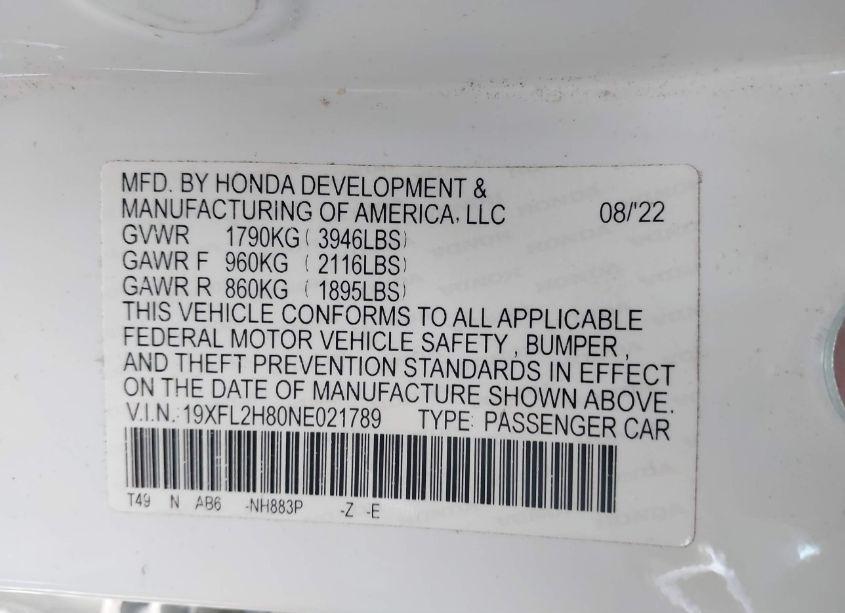 MFD. BY HONDA DEVELOPMENT &
MANUFACTURING OF AMERICA, LLC 08/'22
GVWR 1790KG (3946LBS)
GAWR F 960KG (2116LBS)
GAWR R 860KG (1895LBS)
THIS VEHICLE CONFORMS TO ALL APPLICABLE
FEDERAL MOTOR VEHICLE SAFETY, BUMPER,
AND THEFT PREVENTION STANDARDS IN EFFECT
ON THE DATE OF MANUFACTURE SHOWN ABOVE.
V.I.N.: 19XFL2H80NE021789 TYPE: PASSENGER CAR
T49 N AB6 -NH883P -Z -E